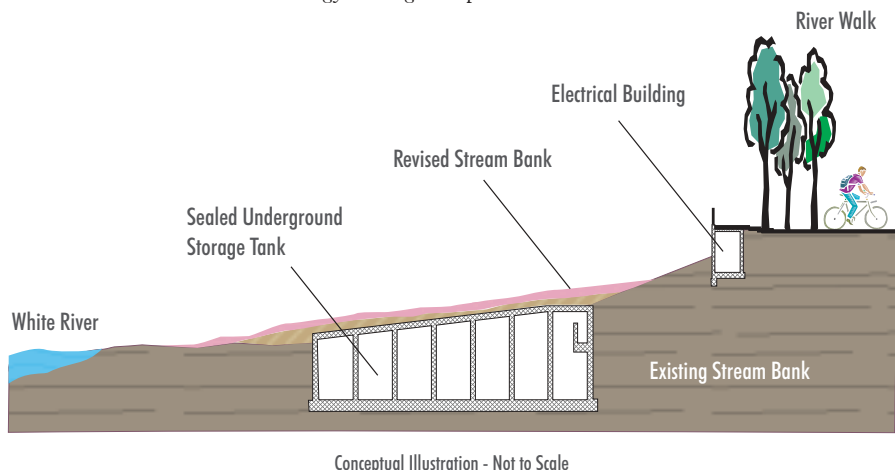 River Walk
Electrical Building
Revised Stream Bank
Sealed Underground
Storage Tank
White River
Existing Stream Bank
Conceptual Illustration - Not to Scale